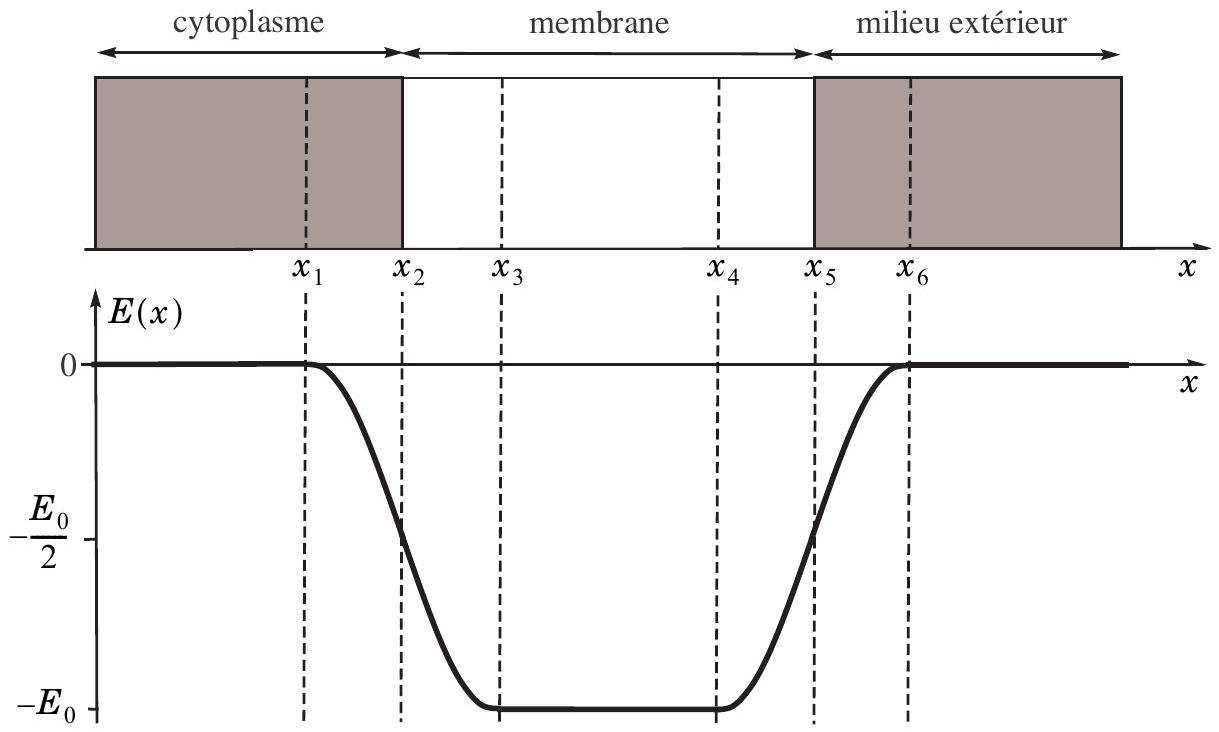 cytoplasme membrane milieu extérieur
x₁ x₂ x₃ x₄ x₅ x₆ x
E(x)
0
x
−E₀/2
−E₀